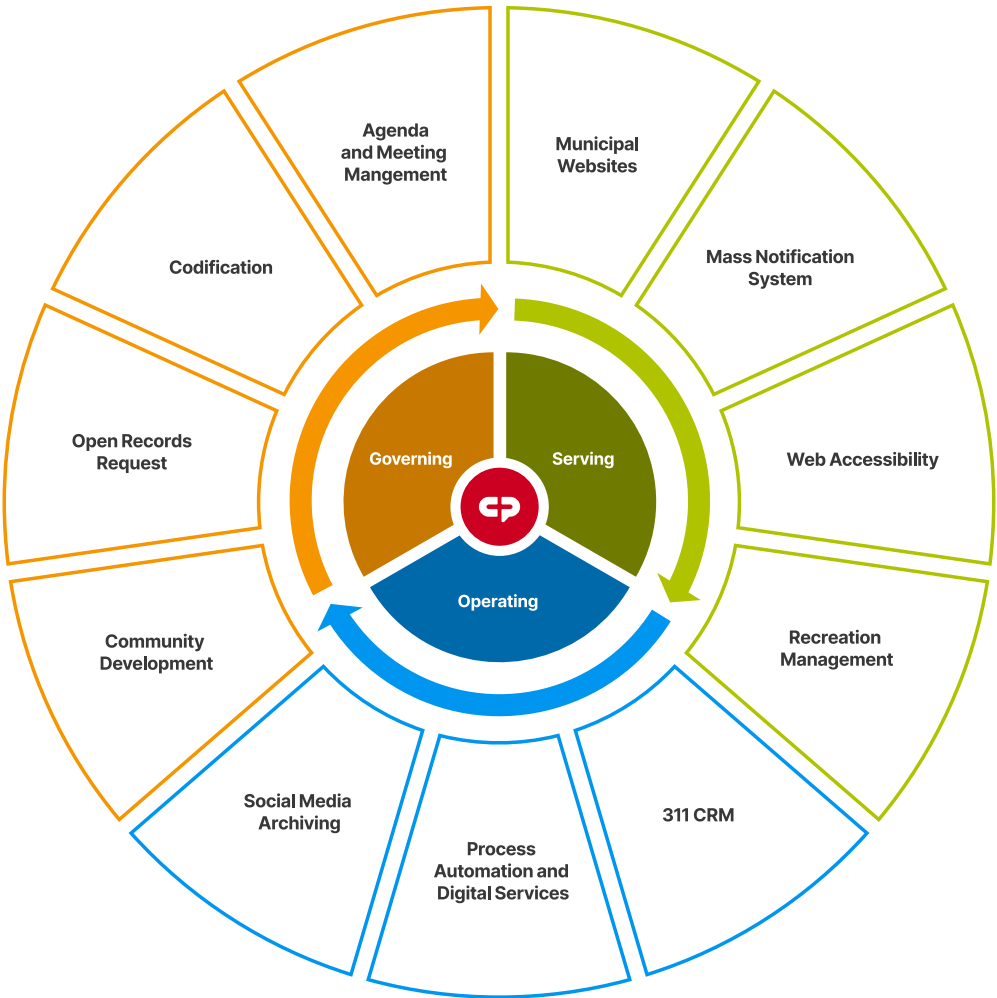 Agenda
and Meeting
Mangement
Municipal
Websites
Mass Notification
System
Web Accessibility
Recreation
Management
311 CRM
Process
Automation and
Digital Services
Social Media
Archiving
Community
Development
Open Records
Request
Codification
Governing
Serving
Operating